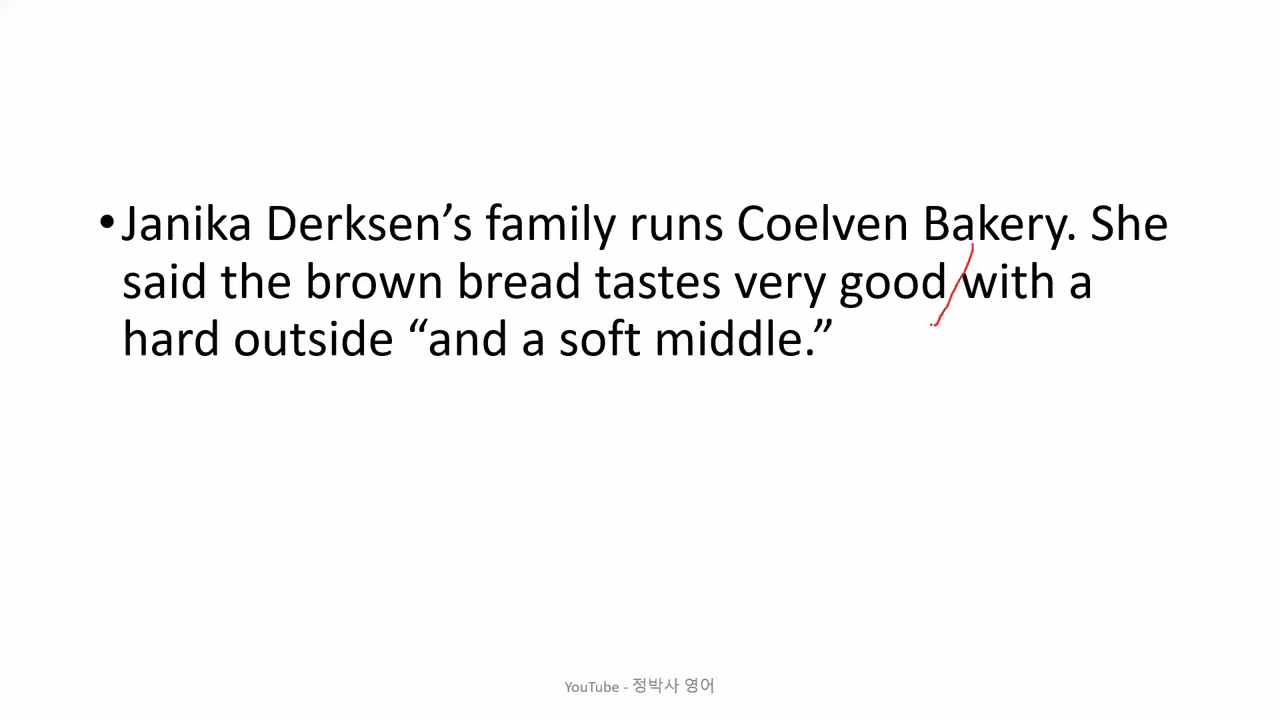 •Janika Derksen’s family runs Coelven Bakery. She
said the brown bread tastes very good with a
hard outside “and a soft middle.”
YouTube - 정박사 영어